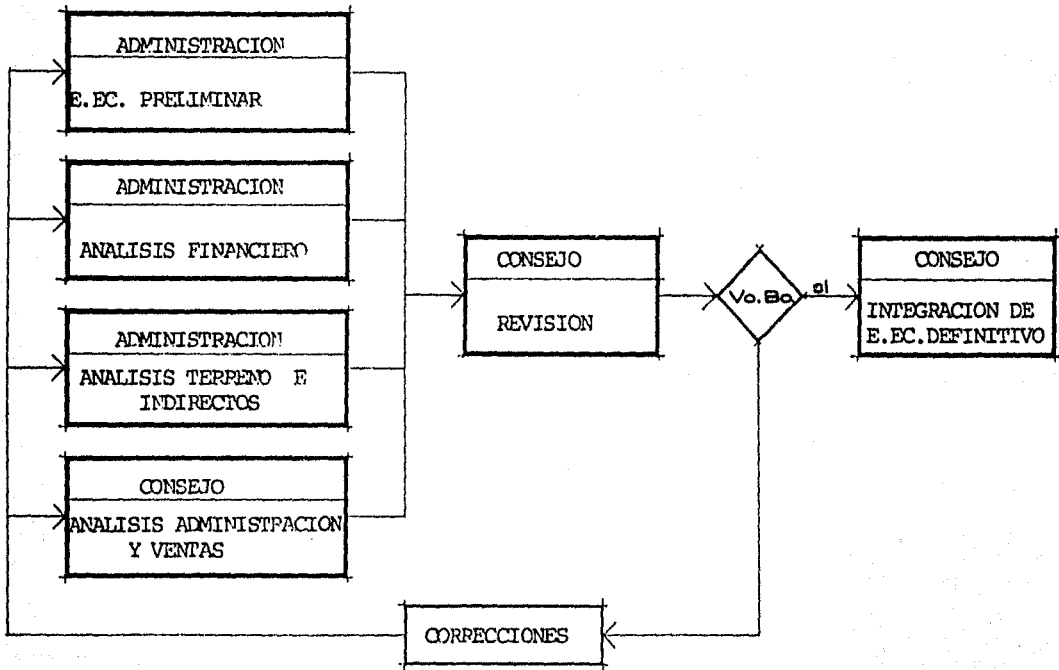 ADMINISTRACION
E.EC. PRELIMINAR
ADMINISTRACION
ANALISIS FINANCIERO
ADMINISTRACION
ANALISIS TERRENO E
INDIRECTOS
CONSEJO
ANALISIS ADMINISTRACION
Y VENTAS
CONSEJO
REVISION
Vo.Bo.
si
CONSEJO
INTEGRACION DE
E.EC.DEFINITIVO
CORRECCIONES